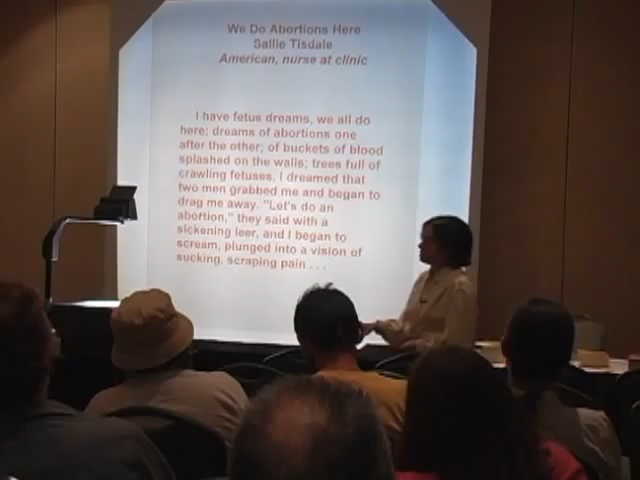 We Do Abortions Here
Sallie Tisdale
American, nurse at clinic
I have fetus dreams, we all do
here: dreams of abortions one
after the other; of buckets of blood
splashed on the walls; trees full of
crawling fetuses. I dreamed that
two men grabbed me and began to
drag me away. "Let's do an
abortion," they said with a
sickening leer, and I began to
scream, plunged into a vision of
sucking, scraping pain . . .